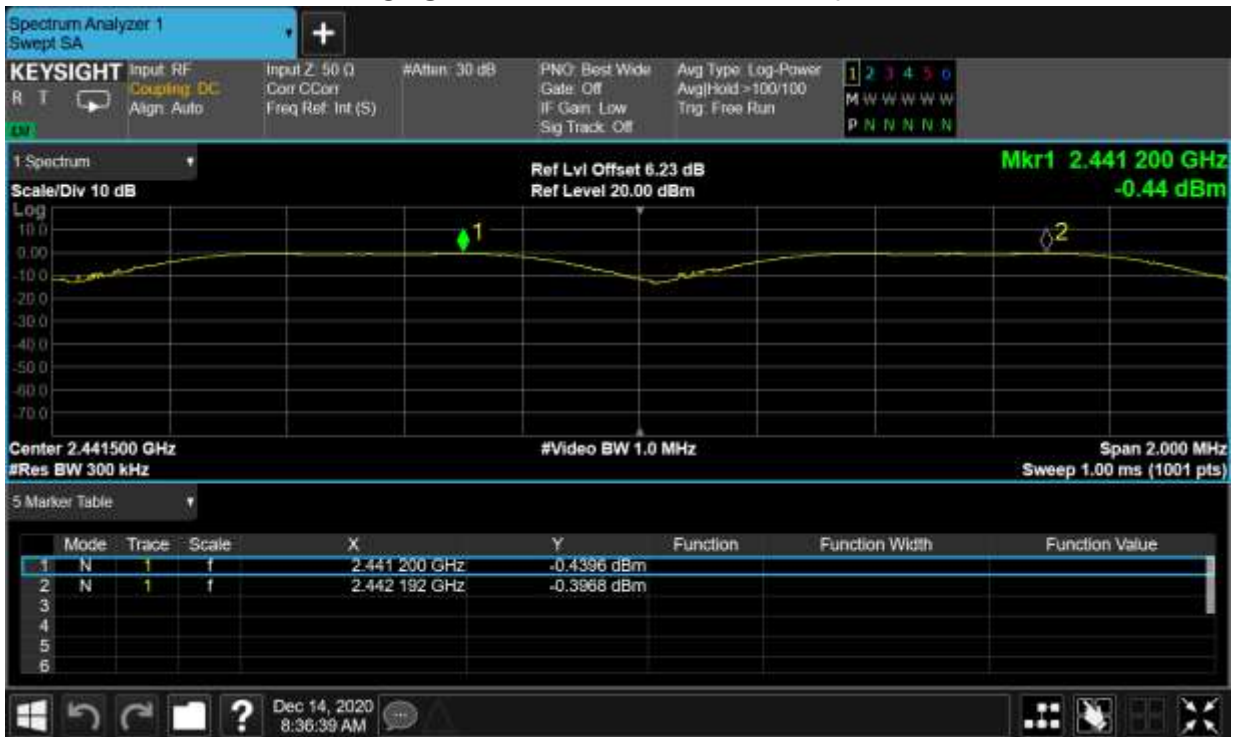 Spectrum Analyzer 1
Swept SA
+
KEYSIGHT Input: RF Input Z: 50 Ω #Atten: 30 dB PNO: Best Wide Avg Type: Log-Power 1 2 3 4 5 6
R T Coupling: DC Corr CCorr Gate: Off Avg|Hold:>100/100 M W W W W W
Align: Auto Freq Ref: Int (S) IF Gain: Low Trig: Free Run
Sig Track: Off P N N N N N
1 Spectrum Ref Lvl Offset 6.23 dB Mkr1 2.441 200 GHz
Scale/Div 10 dB Ref Level 20.00 dBm -0.44 dBm
Log
10.0 1 2
0.00
-10.0
-20.0
-30.0
-40.0
-50.0
-60.0
-70.0
Center 2.441500 GHz #Video BW 1.0 MHz Span 2.000 MHz
#Res BW 300 kHz Sweep 1.00 ms (1001 pts)
5 Marker Table
Mode Trace Scale X Y Function Function Width Function Value
1 N 1 f 2.441 200 GHz -0.4396 dBm
2 N 1 f 2.442 192 GHz -0.3968 dBm
3
4
5
6
? Dec 14, 2020
8:36:39 AM